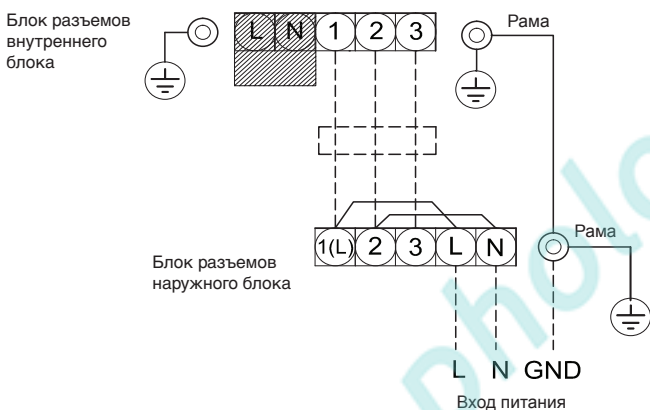 Блок разъемов
внутреннего
блока
L N 1 2 3
Рама
1(L) 2 3 L N
Рама
Блок разъемов
наружного блока
L N GND
Вход питания